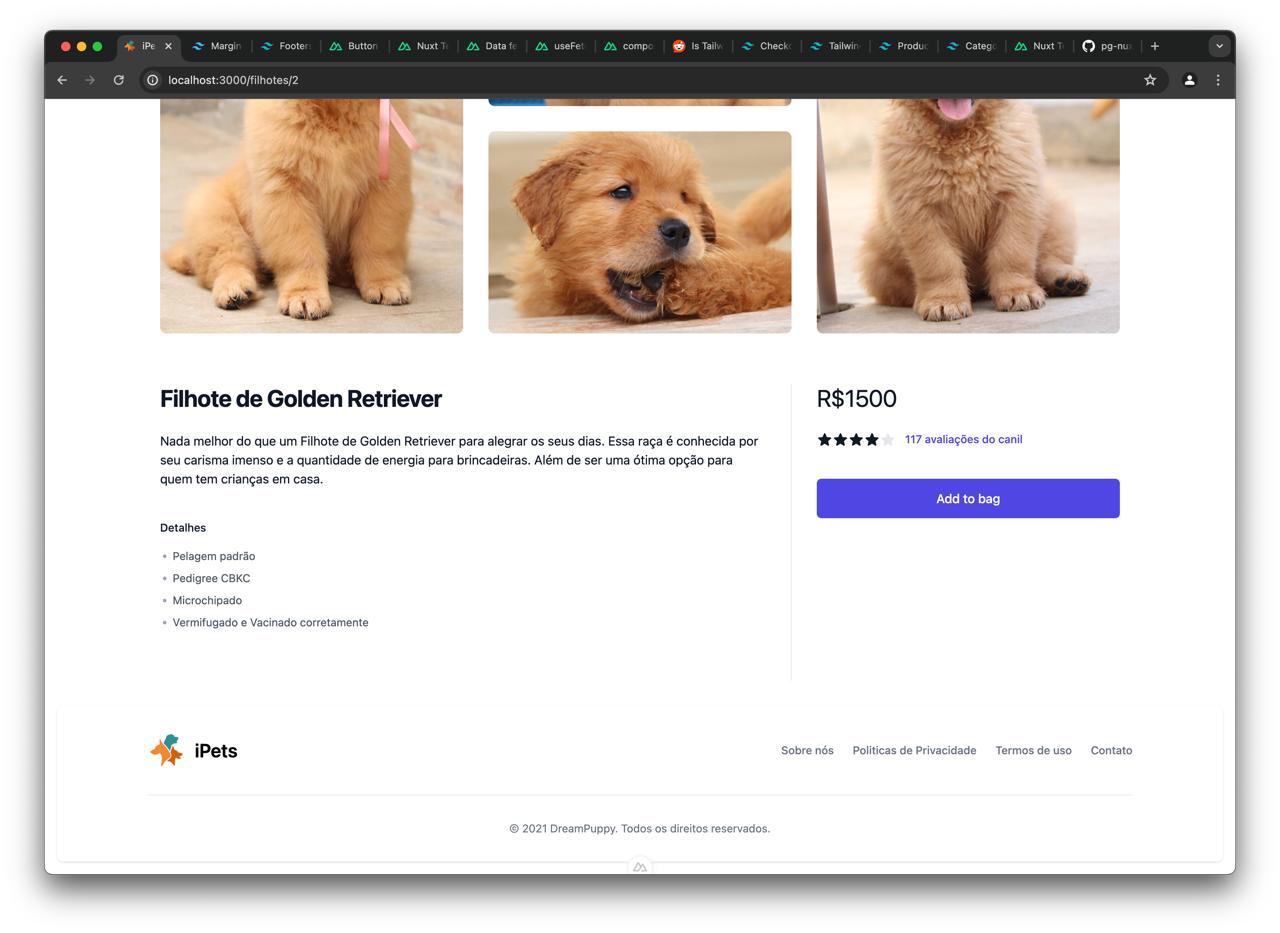 iPe
Margin
Footer
Button
Nuxt T
Data fe
useFet
compo
Is Tailw
Checko
Tailwin
Produc
Catego
Nuxt T
pg-nux
localhost:3000/filhotes/2
Filhote de Golden Retriever
R$1500
Nada melhor do que um Filhote de Golden Retriever para alegrar os seus dias. Essa raça é conhecida por
seu carisma imenso e a quantidade de energia para brincadeiras. Além de ser uma ótima opção para
quem tem crianças em casa.
117 avaliações do canil
Add to bag
Detalhes
Pelagem padrão
Pedigree CBKC
Microchipado
Vermifugado e Vacinado corretamente
iPets
Sobre nós Politicas de Privacidade Termos de uso Contato
© 2021 DreamPuppy. Todos os direitos reservados.